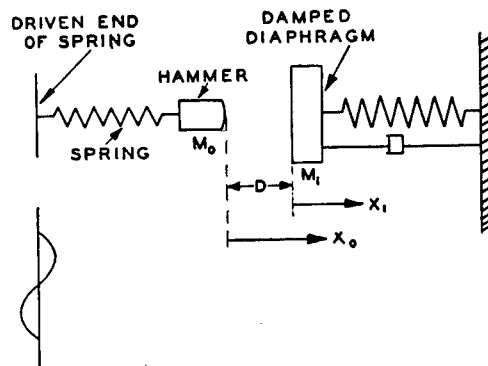 DRIVEN END
OF SPRING
DAMPED
DIAPHRAGM
HAMMER
SPRING
M₀
M₁
D
X₁
X₀